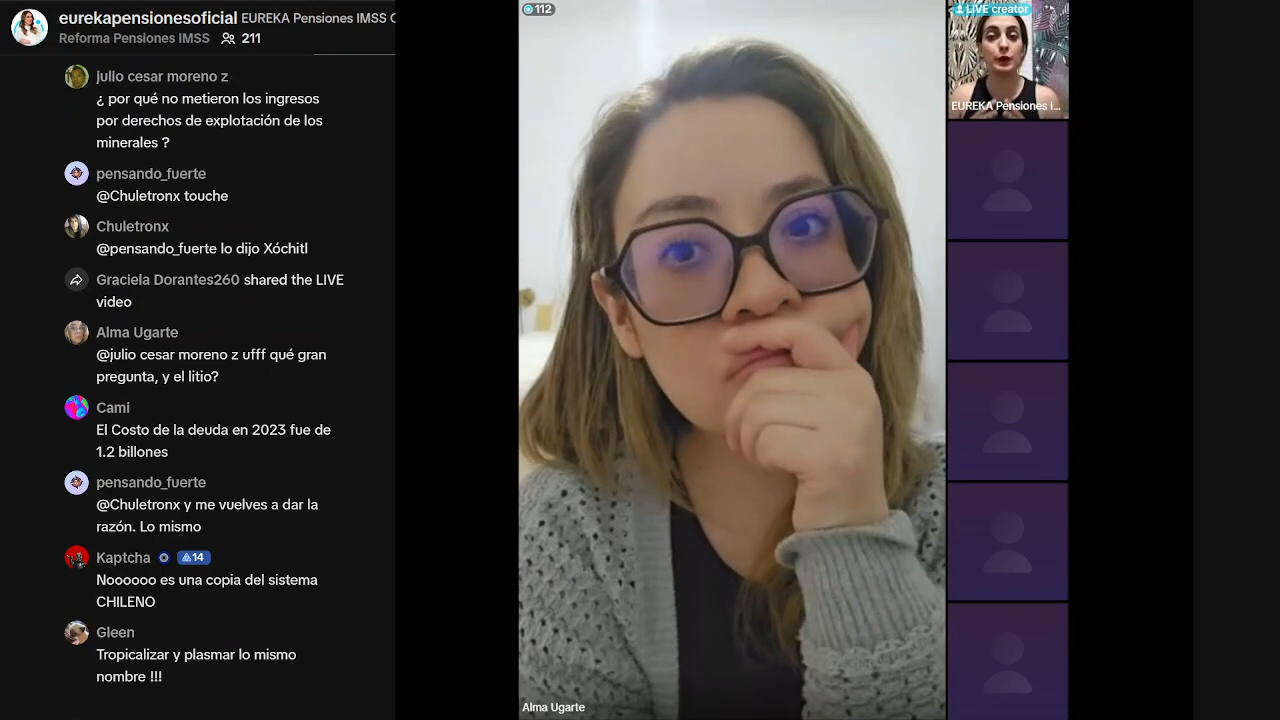 eurekapensionesoficial EUREKA Pensiones IMSS O
Reforma Pensiones IMSS 211
julio cesar moreno z
¿ por qué no metieron los ingresos
por derechos de explotación de los
minerales ?
pensando_fuerte
@Chuletronx touche
Chuletronx
@pensando_fuerte lo dijo Xóchitl
Graciela Dorantes260 shared the LIVE
video
Alma Ugarte
@julio cesar moreno z ufff qué gran
pregunta, y el litio?
Cami
El Costo de la deuda en 2023 fue de
1.2 billones
pensando_fuerte
@Chuletronx y me vuelves a dar la
razón. Lo mismo
Kaptcha 14
Noooooo es una copia del sistema
CHILENO
Gleen
Tropicalizar y plasmar lo mismo
nombre !!!
112
Alma Ugarte
LIVE creator
EUREKA Pensiones I...